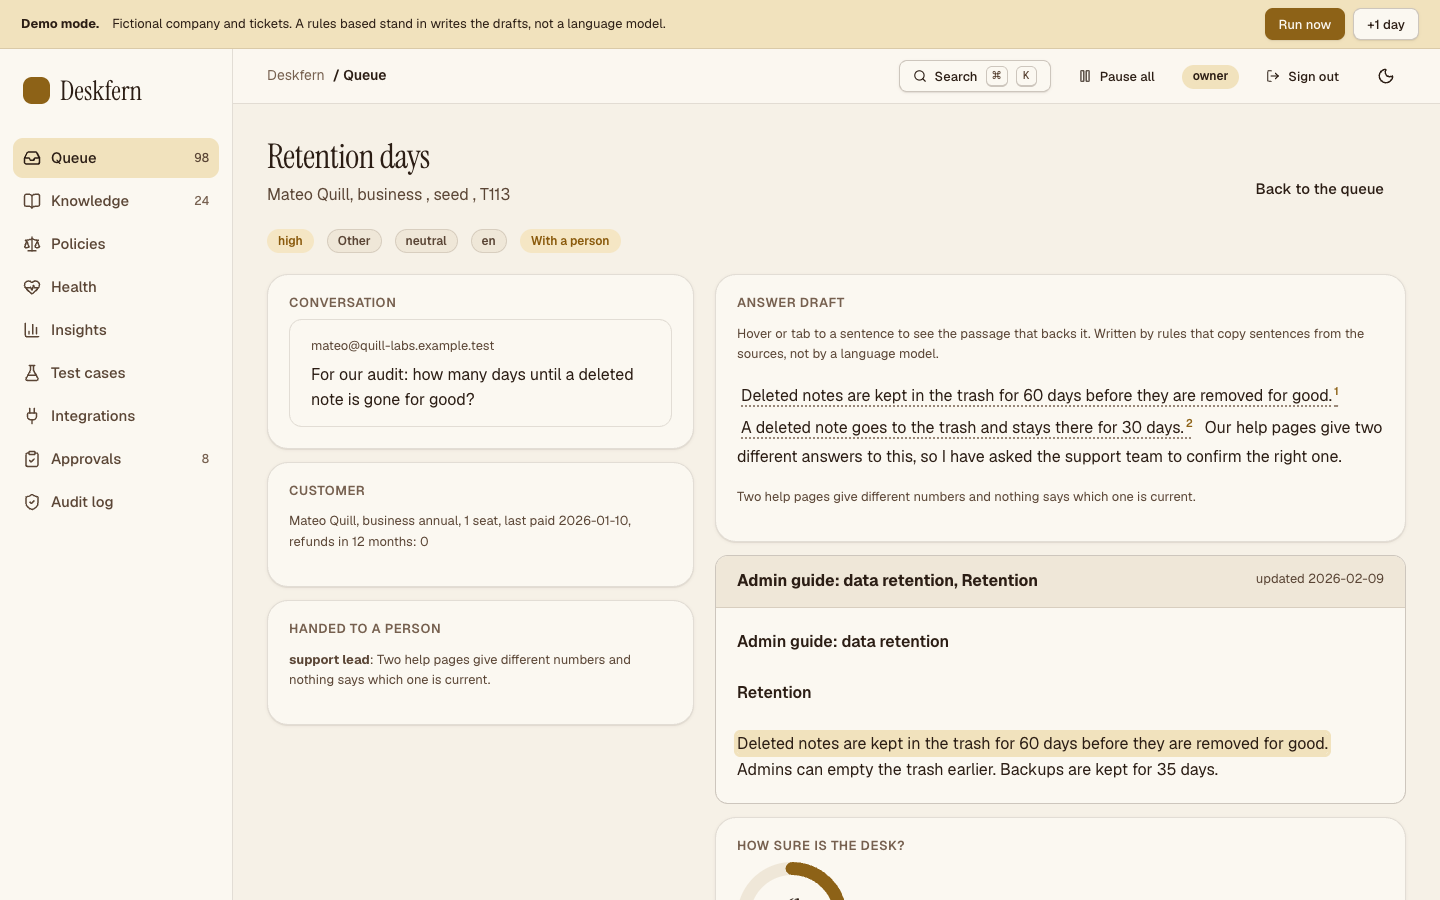 Demo mode. Fictional company and tickets. A rules based stand in writes the drafts, not a language model.
Run now
+1 day
Deskfern
Deskfern / Queue
Search ⌘ K
Pause all
owner
Sign out
Queue 98
Knowledge 24
Policies
Health
Insights
Test cases
Integrations
Approvals 8
Audit log
Retention days
Mateo Quill, business , seed , T113
Back to the queue
high
Other
neutral
en
With a person
CONVERSATION
mateo@quill-labs.example.test
For our audit: how many days until a deleted
note is gone for good?
CUSTOMER
Mateo Quill, business annual, 1 seat, last paid 2026-01-10,
refunds in 12 months: 0
HANDED TO A PERSON
support lead: Two help pages give different numbers and
nothing says which one is current.
ANSWER DRAFT
Hover or tab to a sentence to see the passage that backs it. Written by rules that copy sentences from the
sources, not by a language model.
Deleted notes are kept in the trash for 60 days before they are removed for good. 1
A deleted note goes to the trash and stays there for 30 days. 2 Our help pages give two
different answers to this, so I have asked the support team to confirm the right one.
Two help pages give different numbers and nothing says which one is current.
Admin guide: data retention, Retention
updated 2026-02-09
Admin guide: data retention
Retention
Deleted notes are kept in the trash for 60 days before they are removed for good.
Admins can empty the trash earlier. Backups are kept for 35 days.
HOW SURE IS THE DESK?